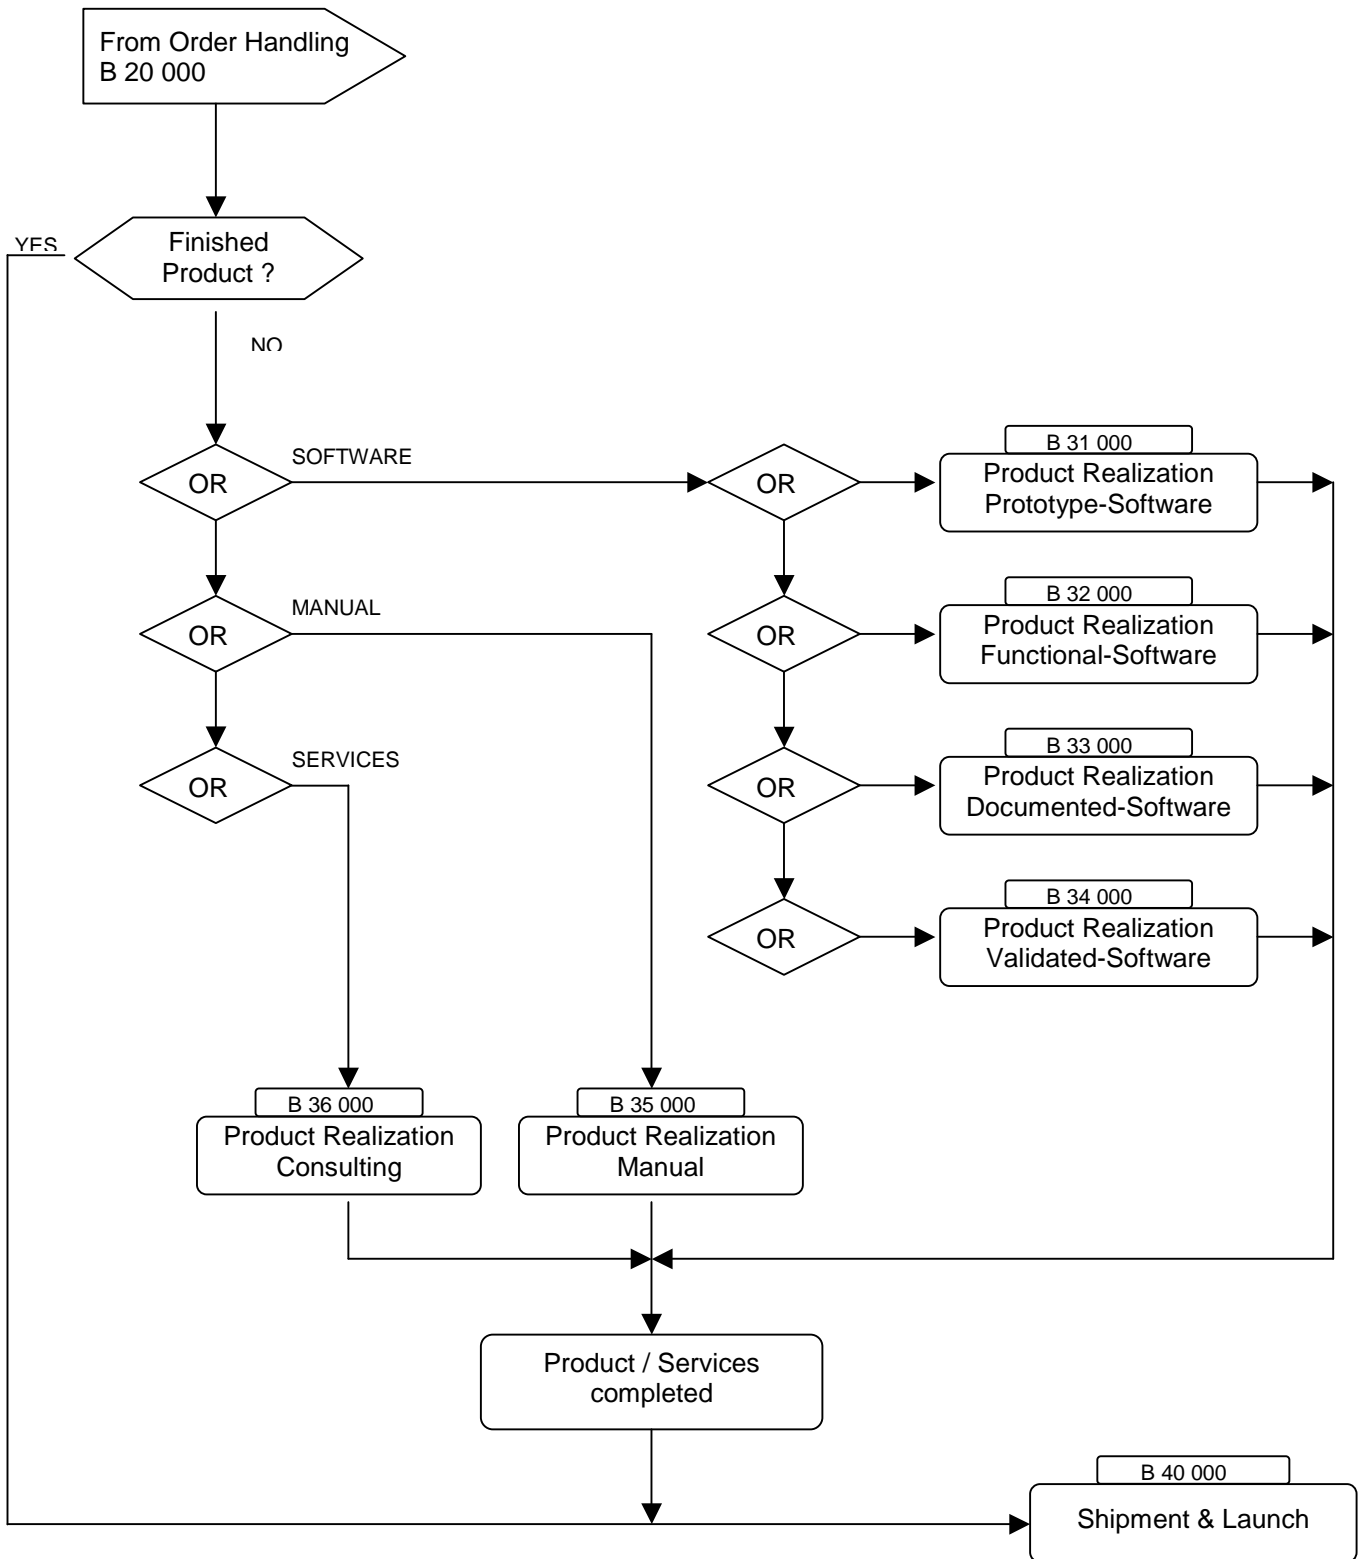 From Order Handling
B 20 000
YES
Finished
Product ?
NO
OR
SOFTWARE
OR
B 31 000
Product Realization
Prototype-Software
OR
MANUAL
OR
B 32 000
Product Realization
Functional-Software
OR
SERVICES
OR
B 33 000
Product Realization
Documented-Software
OR
B 34 000
Product Realization
Validated-Software
B 36 000
Product Realization
Consulting
B 35 000
Product Realization
Manual
Product / Services
completed
B 40 000
Shipment & Launch